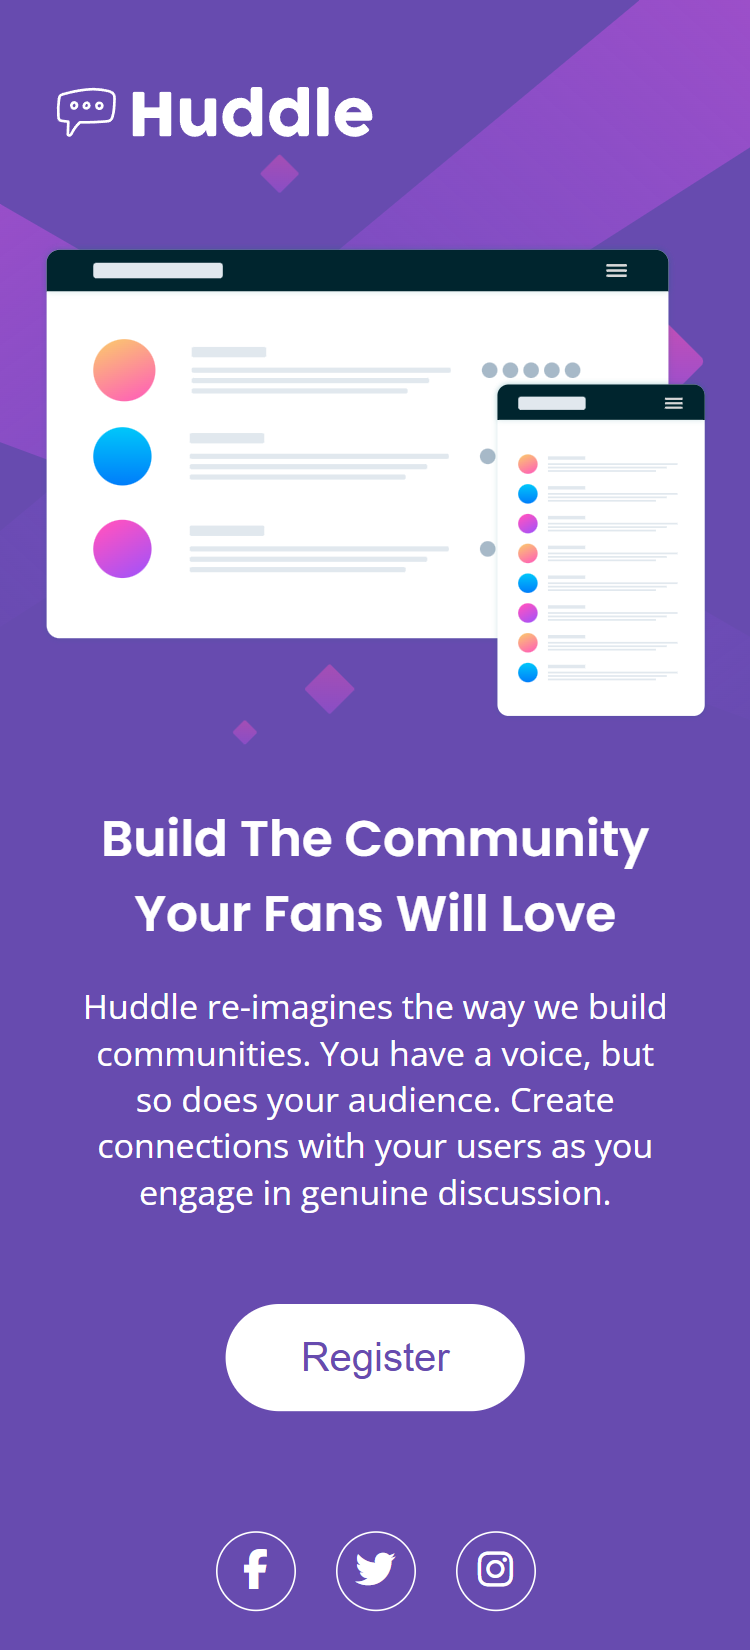 Huddle
Build The Community
Your Fans Will Love
Huddle re-imagines the way we build
communities. You have a voice, but
so does your audience. Create
connections with your users as you
engage in genuine discussion.
Register